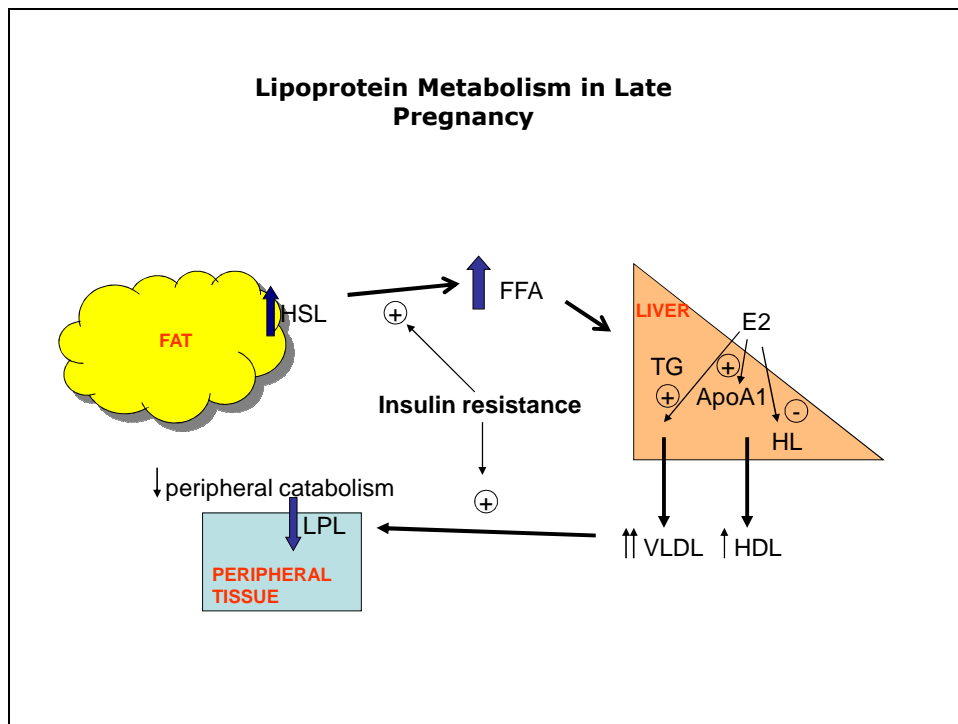 Lipoprotein Metabolism in Late
Pregnancy
HSL
FFA
FAT
+
LIVER
E2
TG
+
ApoA1
+
-
HL
Insulin resistance
+
↓ peripheral catabolism
LPL
PERIPHERAL
TISSUE
↑↑ VLDL
↑ HDL